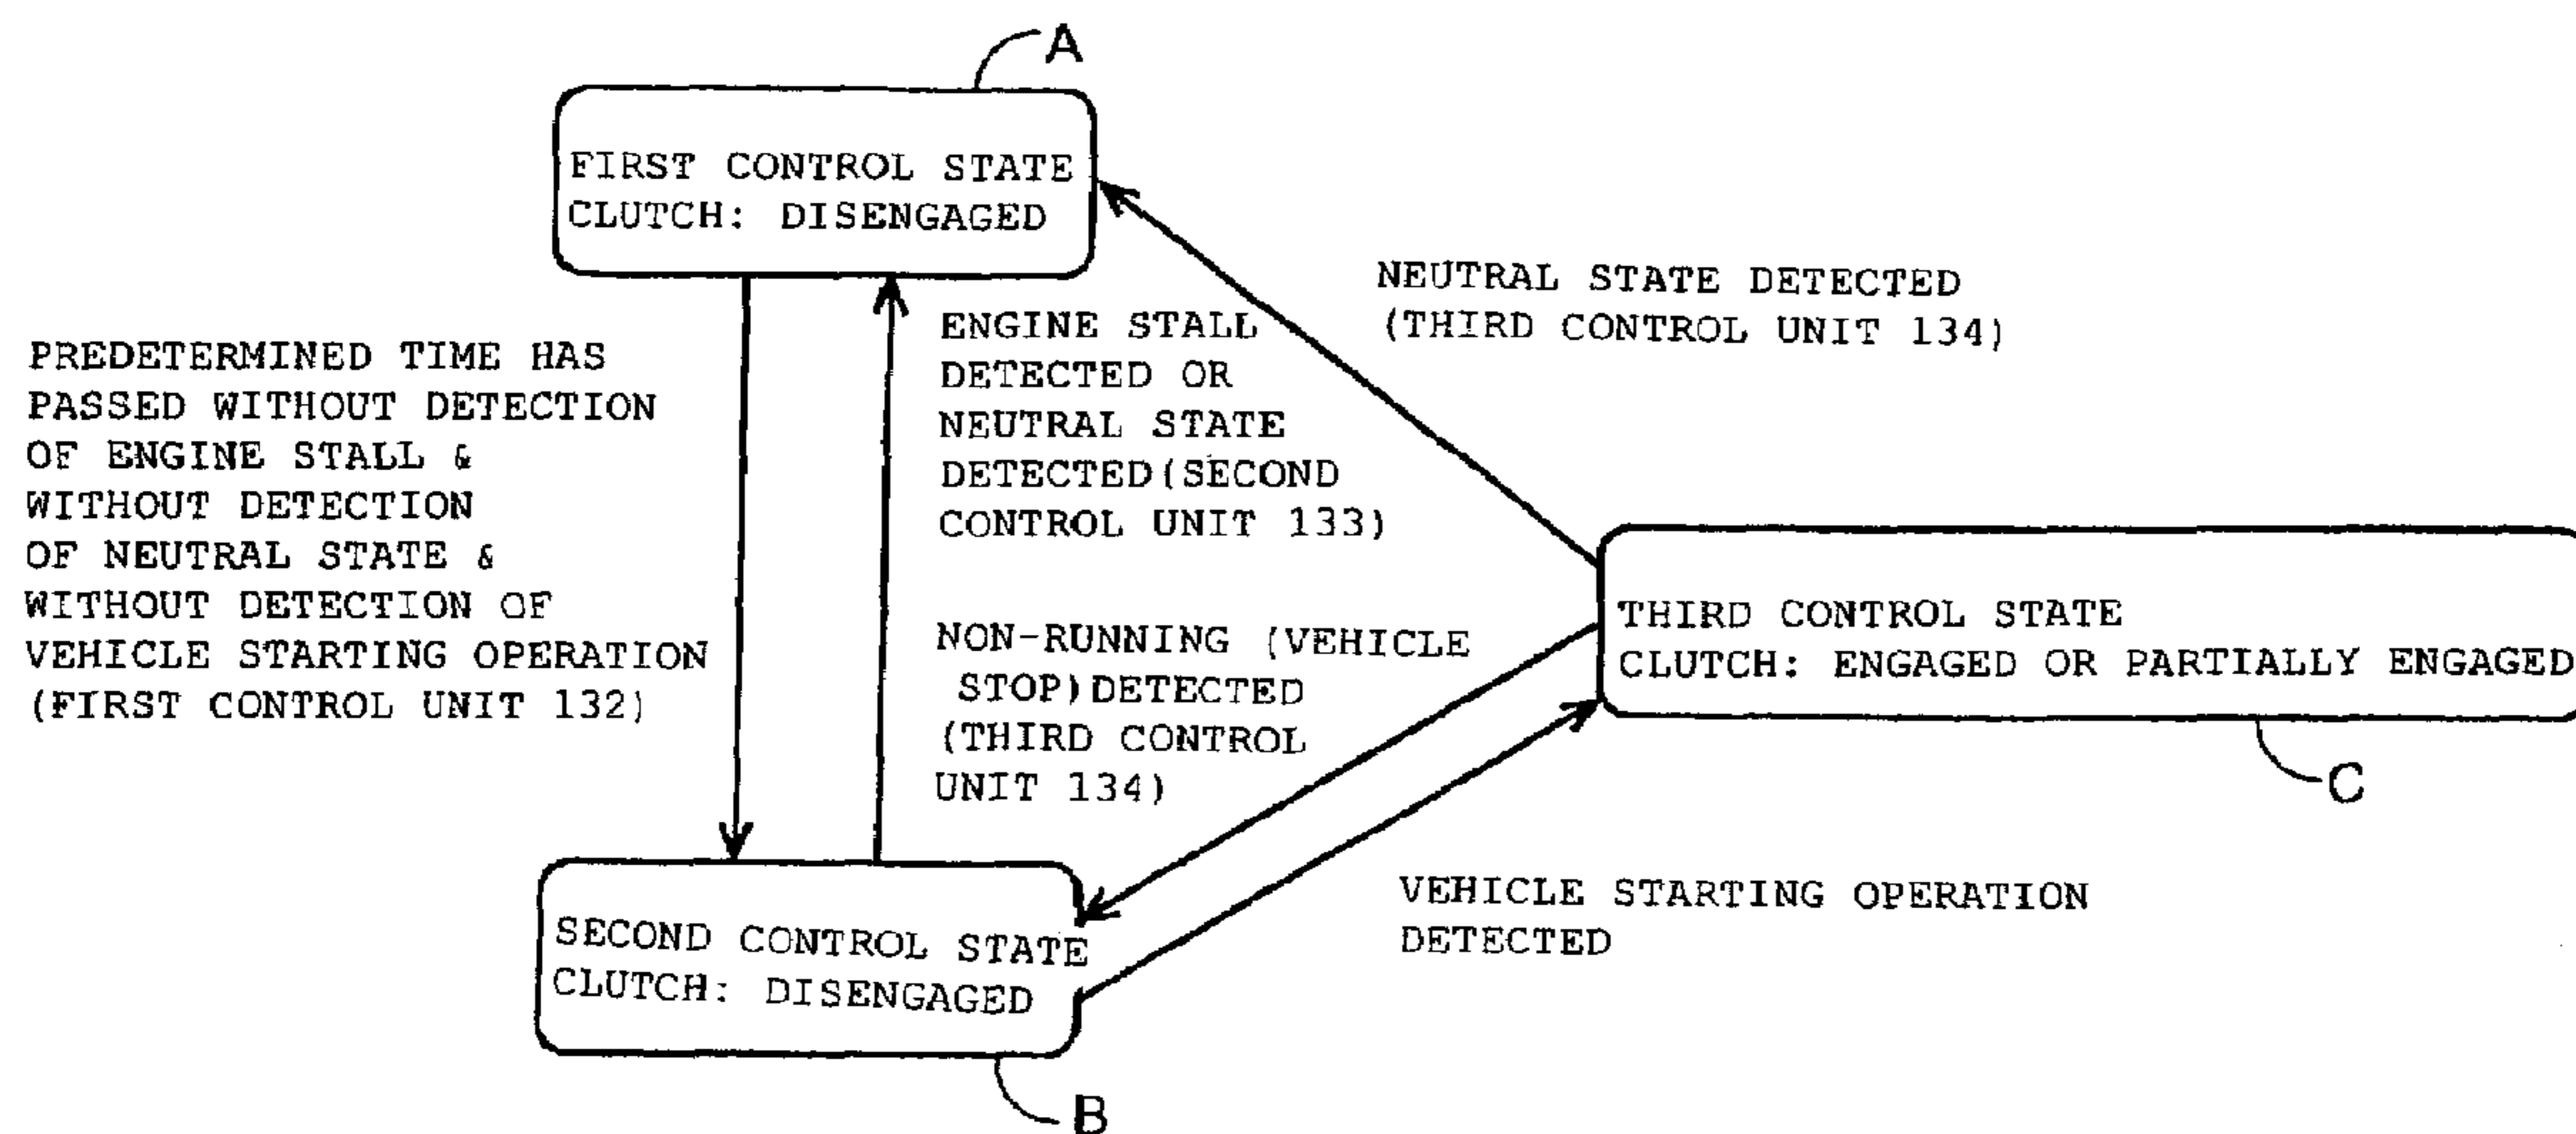 A
FIRST CONTROL STATE
CLUTCH: DISENGAGED
NEUTRAL STATE DETECTED
(THIRD CONTROL UNIT 134)
PREDETERMINED TIME HAS
PASSED WITHOUT DETECTION
OF ENGINE STALL &
WITHOUT DETECTION
OF NEUTRAL STATE &
WITHOUT DETECTION OF
VEHICLE STARTING OPERATION
(FIRST CONTROL UNIT 132)
ENGINE STALL
DETECTED OR
NEUTRAL STATE
DETECTED(SECOND
CONTROL UNIT 133)
NON-RUNNING (VEHICLE
STOP)DETECTED
(THIRD CONTROL
UNIT 134)
THIRD CONTROL STATE
CLUTCH: ENGAGED OR PARTIALLY ENGAGED
C
VEHICLE STARTING OPERATION
DETECTED
SECOND CONTROL STATE
CLUTCH: DISENGAGED
B